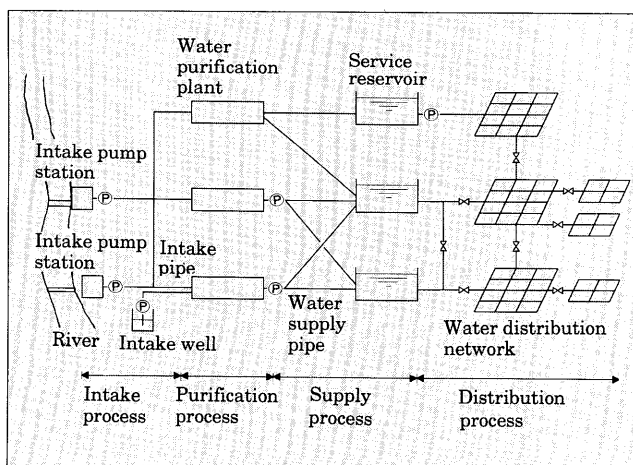 Water
purification
plant
Service
reservoir
P
Intake pump
station
P
P
P
Intake pump
station
Intake
pipe
P
P
P
Water
supply
pipe
Water distribution
network
River
Intake well
Intake
process
Purification
process
Supply
process
Distribution
process